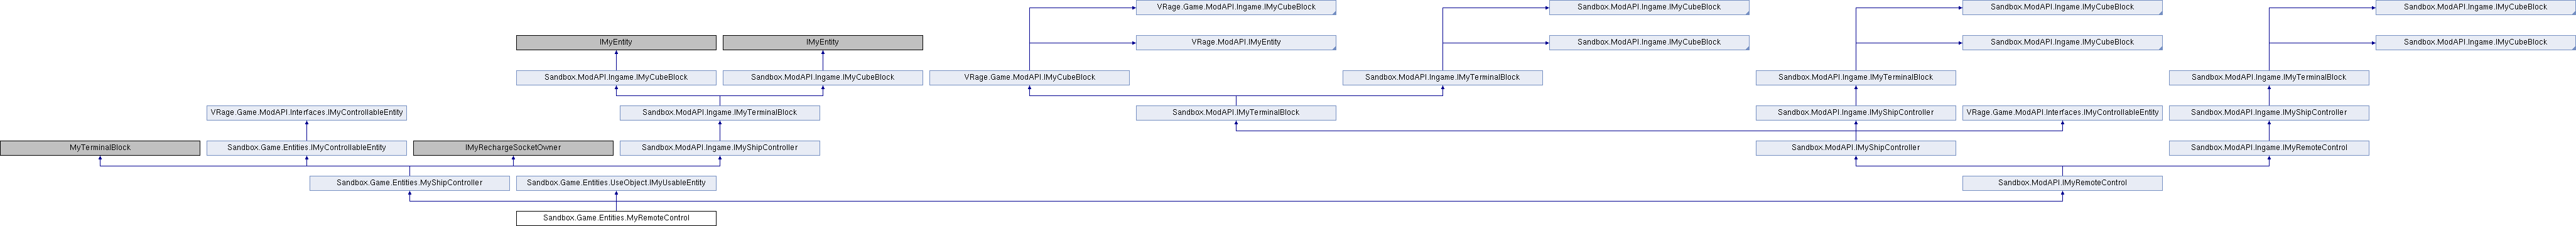 VRage.Game.ModAPI.Ingame.IMyCubeBlock
Sandbox.ModAPI.Ingame.IMyCubeBlock
Sandbox.ModAPI.Ingame.IMyCubeBlock
Sandbox.ModAPI.Ingame.IMyCubeBlock
IMyEntity
IMyEntity
VRage.ModAPI.IMyEntity
Sandbox.ModAPI.Ingame.IMyCubeBlock
Sandbox.ModAPI.Ingame.IMyCubeBlock
Sandbox.ModAPI.Ingame.IMyCubeBlock
Sandbox.ModAPI.Ingame.IMyCubeBlock
Sandbox.ModAPI.Ingame.IMyCubeBlock
VRage.Game.ModAPI.IMyCubeBlock
Sandbox.ModAPI.Ingame.IMyTerminalBlock
Sandbox.ModAPI.Ingame.IMyTerminalBlock
Sandbox.ModAPI.Ingame.IMyTerminalBlock
VRage.Game.ModAPI.Interfaces.IMyControllableEntity
Sandbox.ModAPI.Ingame.IMyTerminalBlock
Sandbox.ModAPI.IMyTerminalBlock
Sandbox.ModAPI.Ingame.IMyShipController
VRage.Game.ModAPI.Interfaces.IMyControllableEntity
Sandbox.ModAPI.Ingame.IMyShipController
MyTerminalBlock
Sandbox.Game.Entities.IMyControllableEntity
IMyRechargeSocketOwner
Sandbox.ModAPI.Ingame.IMyShipController
Sandbox.ModAPI.IMyShipController
Sandbox.ModAPI.Ingame.IMyRemoteControl
Sandbox.Game.Entities.MyShipController
Sandbox.Game.Entities.UseObject.IMyUsableEntity
Sandbox.ModAPI.IMyRemoteControl
Sandbox.Game.Entities.MyRemoteControl